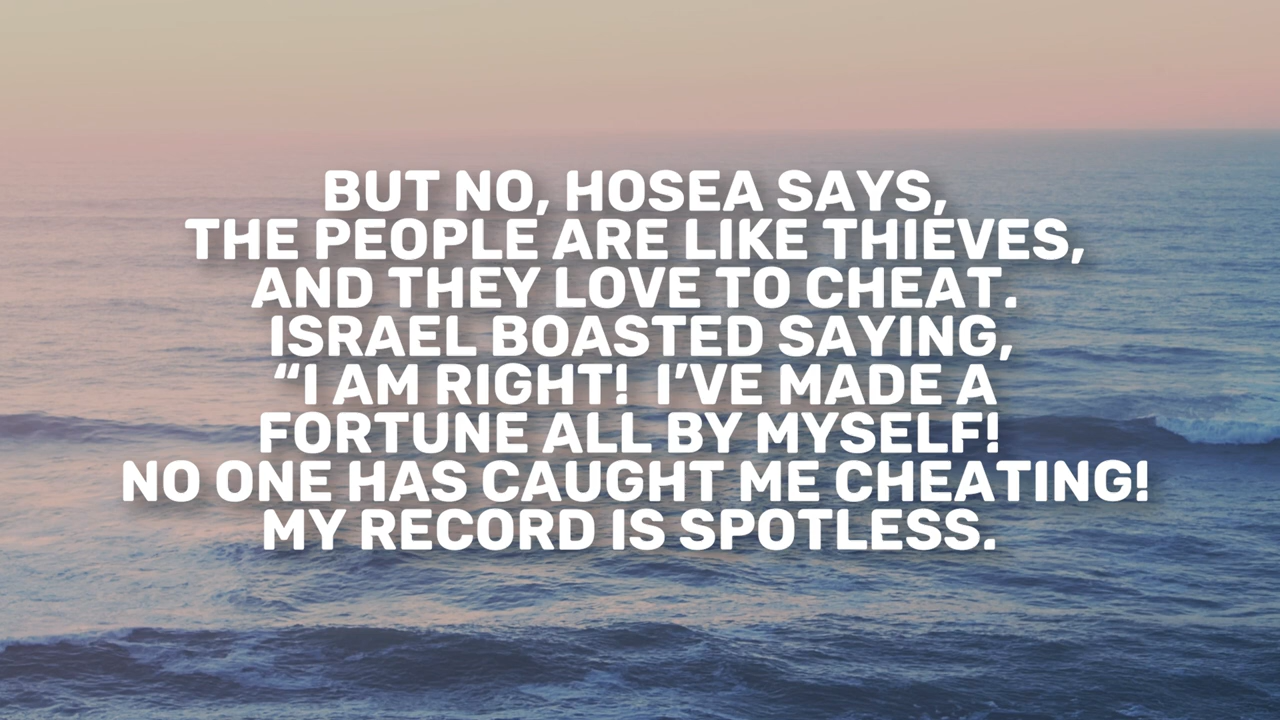 BUT NO, HOSEA SAYS,
THE PEOPLE ARE LIKE THIEVES,
AND THEY LOVE TO CHEAT.
ISRAEL BOASTED SAYING,
“I AM RIGHT!  I’VE MADE A
FORTUNE ALL BY MYSELF!
NO ONE HAS CAUGHT ME CHEATING!
MY RECORD IS SPOTLESS.